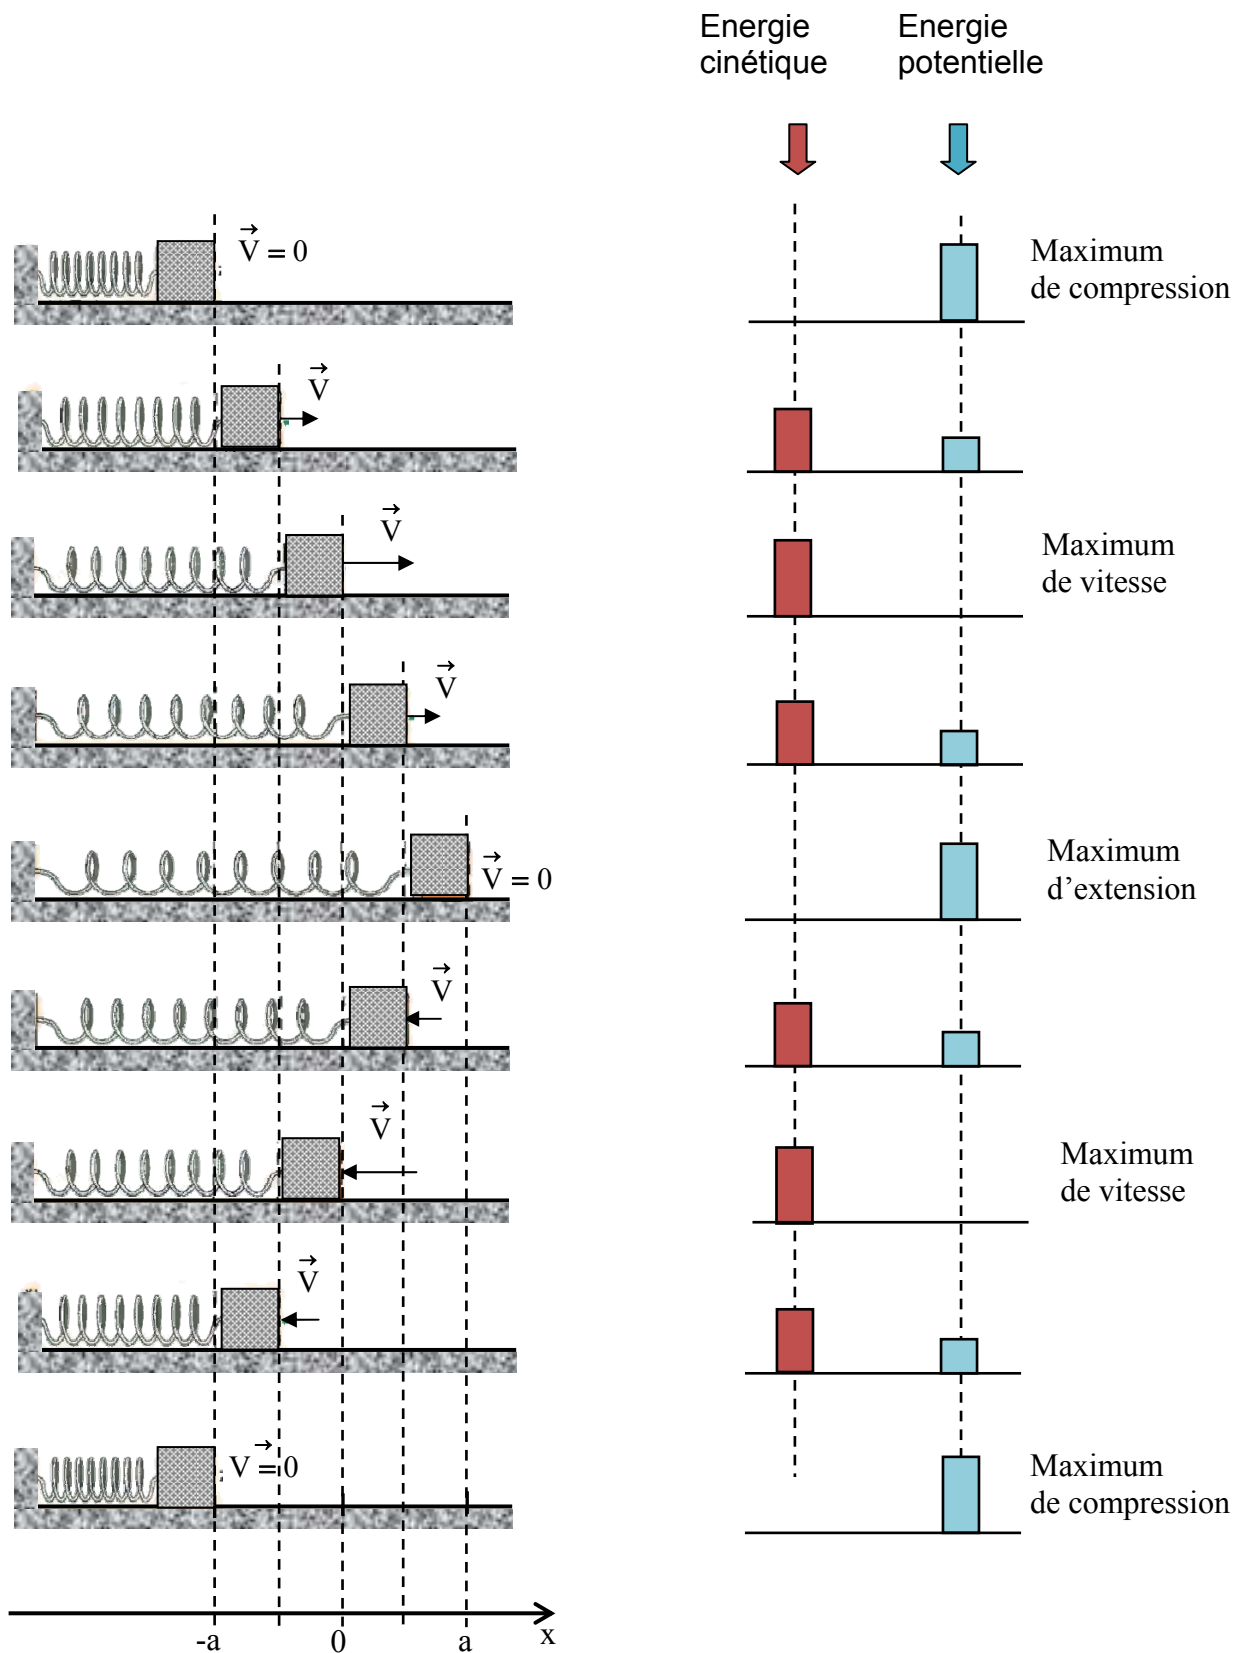 Energie
cinétique
Energie
potentielle
V = 0
Maximum
de compression
V
V
Maximum
de vitesse
V
V = 0
Maximum
d’extension
V
V
Maximum
de vitesse
V
V = 0
Maximum
de compression
-a 0 a x